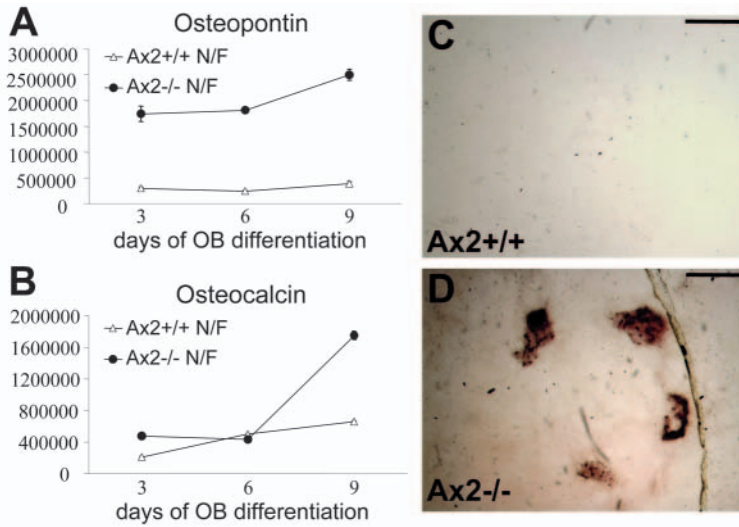 A
Osteopontin
3000000
2500000
2000000
1500000
1000000
500000
0
Ax2+/+ N/F
Ax2-/- N/F
3 6 9
days of OB differentiation
B
Osteocalcin
2000000
1600000
1200000
800000
400000
0
Ax2+/+ N/F
Ax2-/- N/F
3 6 9
days of OB differentiation
C
Ax2+/+
D
Ax2-/-